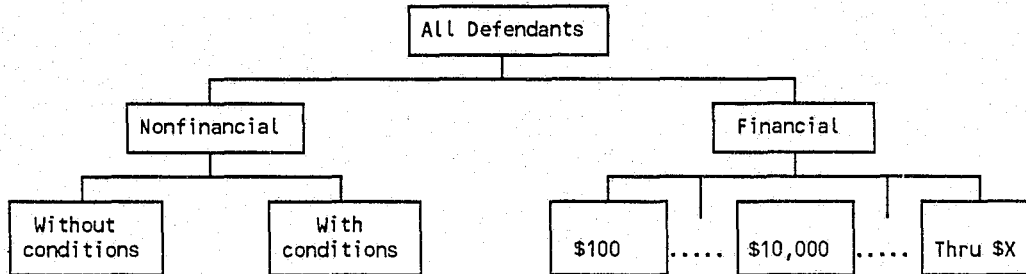 All Defendants
Nonfinancial
Financial
Without
conditions
With
conditions
$100
.....
$10,000
.....
Thru $X